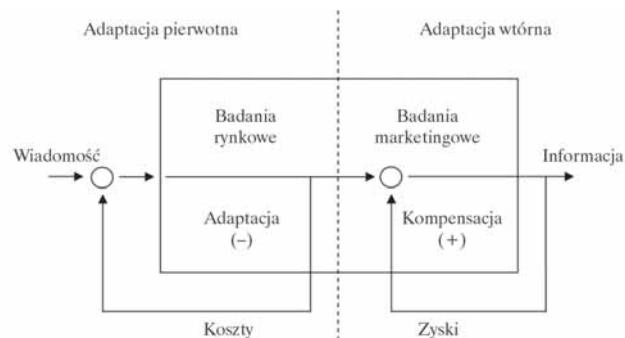 Adaptacja pierwotna
Adaptacja wtórna
Badania
rynkowe
Badania
marketingowe
Wiadomość
Informacja
Adaptacja
(–)
Kompensacja
(+)
Koszty
Zyski